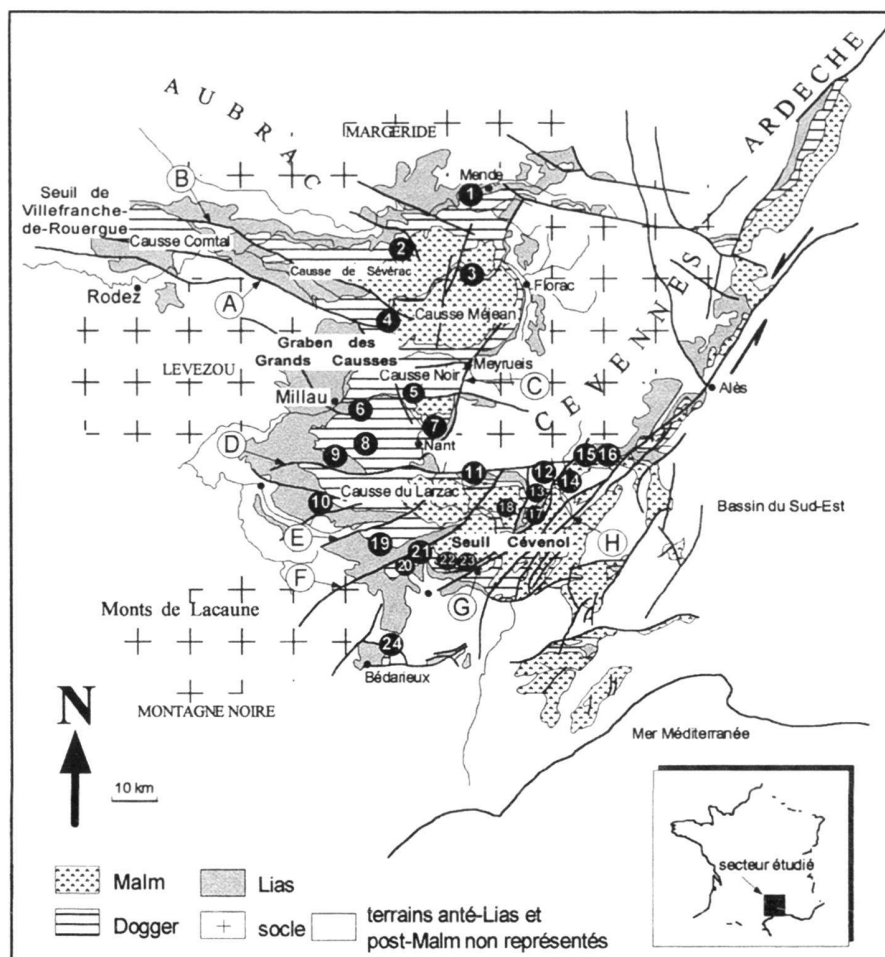 AUBRAC
MARGERIDE
ARDECHE
Mende
1
B
Seuil de
Villefranche-
de-Rouergue
Causse Comtal
2
Causse de Sévérac
3
Florac
Rodez
A
4
Causse Méjean
CEVENNES
Graben des
Grands Causses
LEVEZOU
Meyrueis
Causse Noir
C
Alès
Millau
5
6
7
D
8
Nant
9
15
16
11
12
14
10
Causse du Larzac
13
18
17
Bassin du Sud-Est
E
19
21
Seuil Cévenol
H
F
20
22
23
G
Monts de Lacaune
24
Bédarieux
N
MONTAGNE NOIRE
Mer Méditerranée
10 km
secteur étudié
Malm
Lias
Dogger
socle
terrains anté-Lias et
post-Malm non représentés